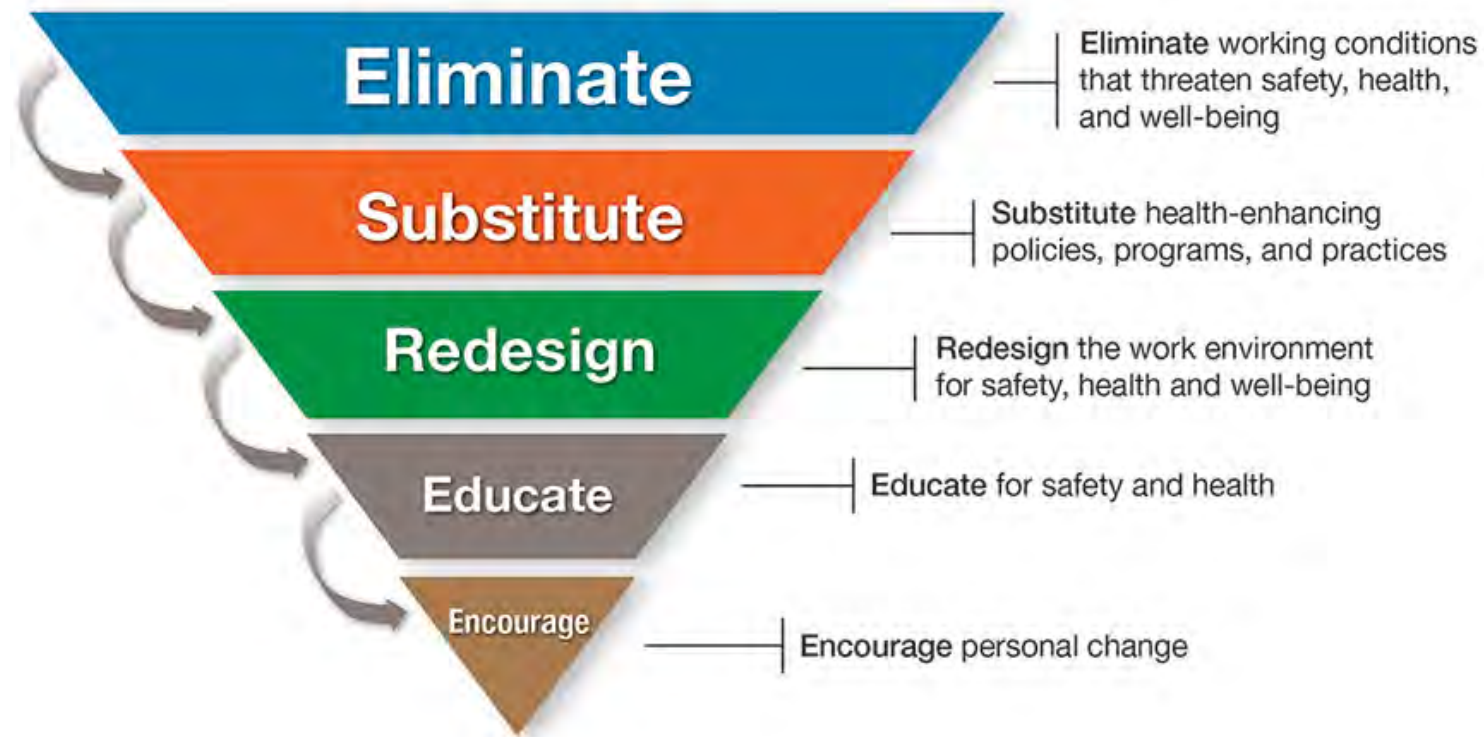 Eliminate
Eliminate working conditions
that threaten safety, health,
and well-being
Substitute
Substitute health-enhancing
policies, programs, and practices
Redesign
Redesign the work environment
for safety, health and well-being
Educate
Educate for safety and health
Encourage
Encourage personal change